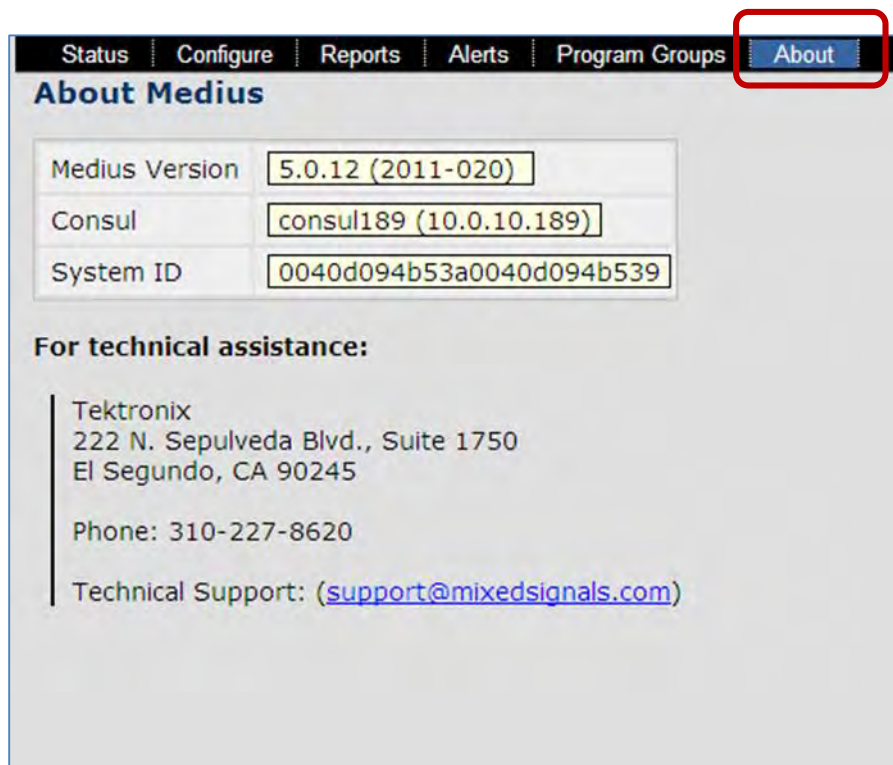 Status Configure Reports Alerts Program Groups About
About Medius
Medius Version 5.0.12 (2011-020)
Consul consul189 (10.0.10.189)
System ID 0040d094b53a0040d094b539
For technical assistance:
Tektronix
222 N. Sepulveda Blvd., Suite 1750
El Segundo, CA 90245
Phone: 310-227-8620
Technical Support: (support@mixedsignals.com)